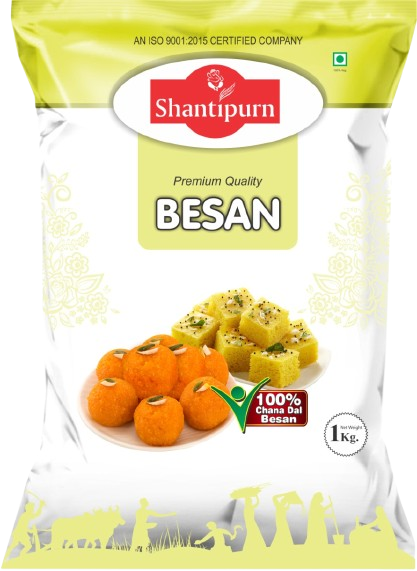 AN ISO 9001:2015 CERTIFIED COMPANY
Shantipurn
Premium Quality
BESAN
100%
Chana Dal
Besan
Net Weight
1Kg.